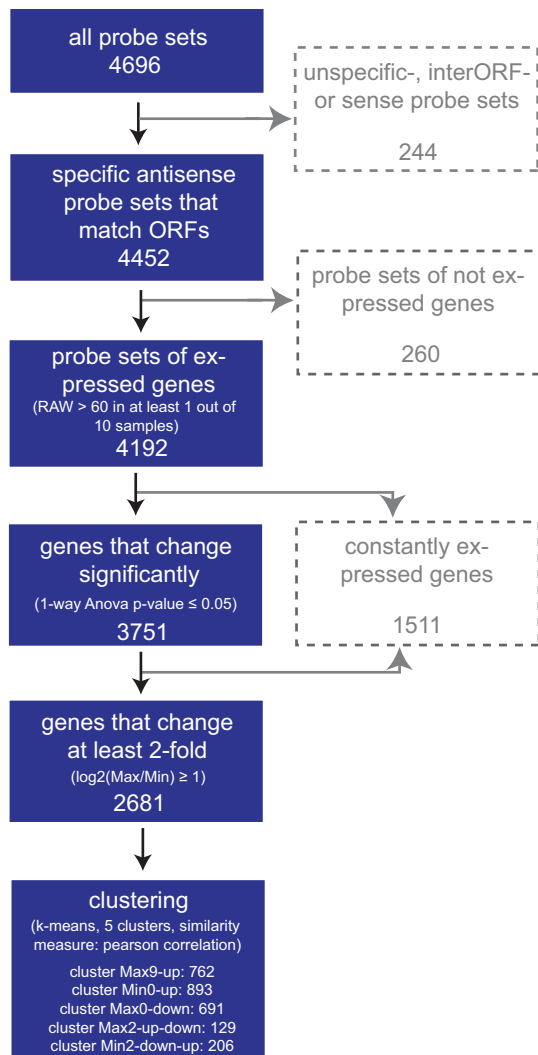 all probe sets
4696
unspecific-, interORF-
or sense probe sets
244
specific antisense
probe sets that
match ORFs
4452
probe sets of not ex-
pressed genes
260
probe sets of ex-
pressed genes
(RAW > 60 in at least 1 out of
10 samples)
4192
genes that change
significantly
(1-way Anova p-value ≤ 0.05)
3751
constantly ex-
pressed genes
1511
genes that change
at least 2-fold
(log2(Max/Min) ≥ 1)
2681
clustering
(k-means, 5 clusters, similarity
measure: pearson correlation)
cluster Max9-up: 762
cluster Min0-up: 893
cluster Max0-down: 691
cluster Max2-up-down: 129
cluster Min2-down-up: 206